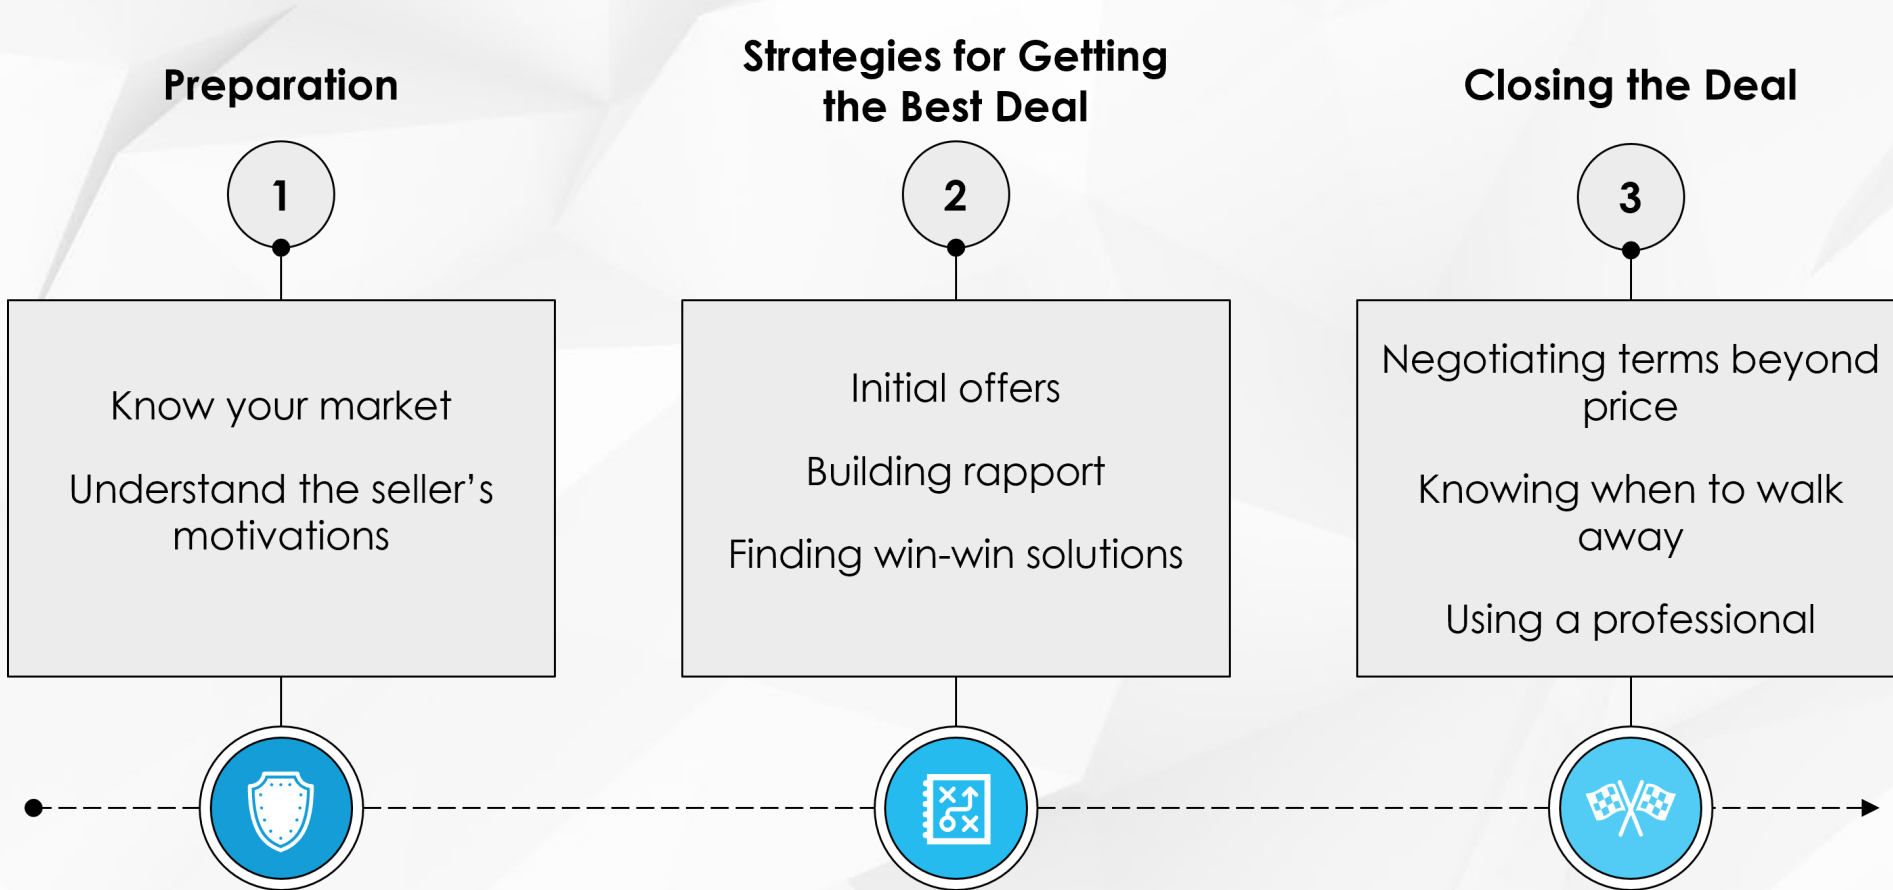 Preparation
1
Know your market
Understand the seller’s
motivations
Strategies for Getting
the Best Deal
2
Initial offers
Building rapport
Finding win-win solutions
Closing the Deal
3
Negotiating terms beyond
price
Knowing when to walk
away
Using a professional